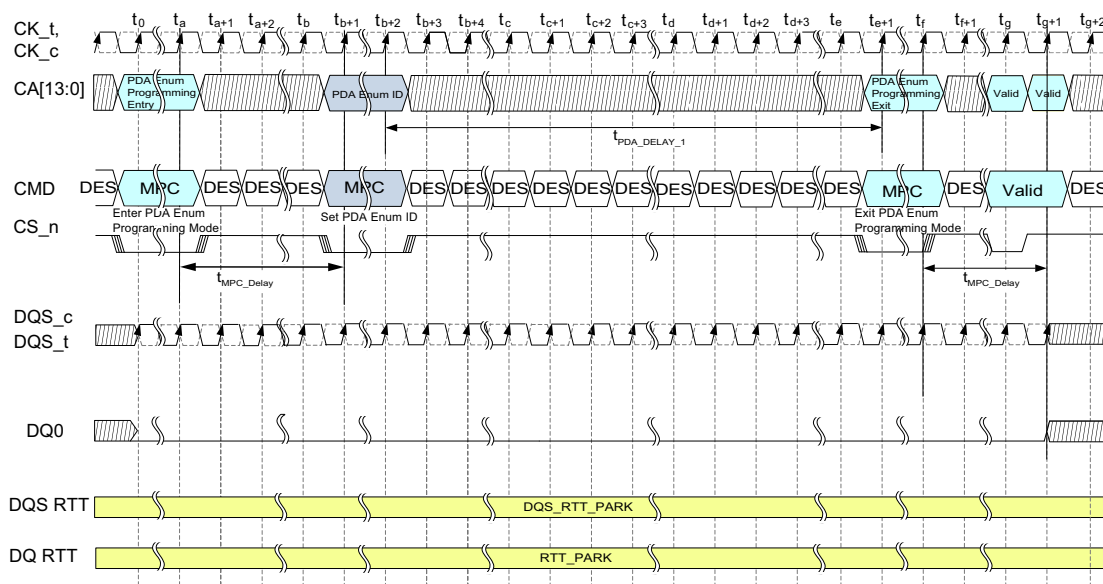 t0 ta ta+1 ta+2 tb tb+1 tb+2 tb+3 tb+4 tc tc+1 tc+2 tc+3 td td+1 td+2 td+3 te te+1 tf tf+1 tg tg+1 tg+2
CK_t,
CK_c
CA[13:0]
PDA Enum
Programming
Entry
PDA Enum ID
PDA Enum
Programming
Exit
Valid Valid
tPDA_DELAY_1
CMD DES MPC DES DES DES MPC DES DES DES DES DES DES DES DES DES DES DES MPC DES Valid DES
Enter PDA Enum
Programming Mode
Set PDA Enum ID
Exit PDA Enum
Programming Mode
CS_n
tMPC_Delay tMPC_Delay
DQS_c
DQS_t
DQ0
DQS RTT DQS_RTT_PARK
DQ RTT RTT_PARK